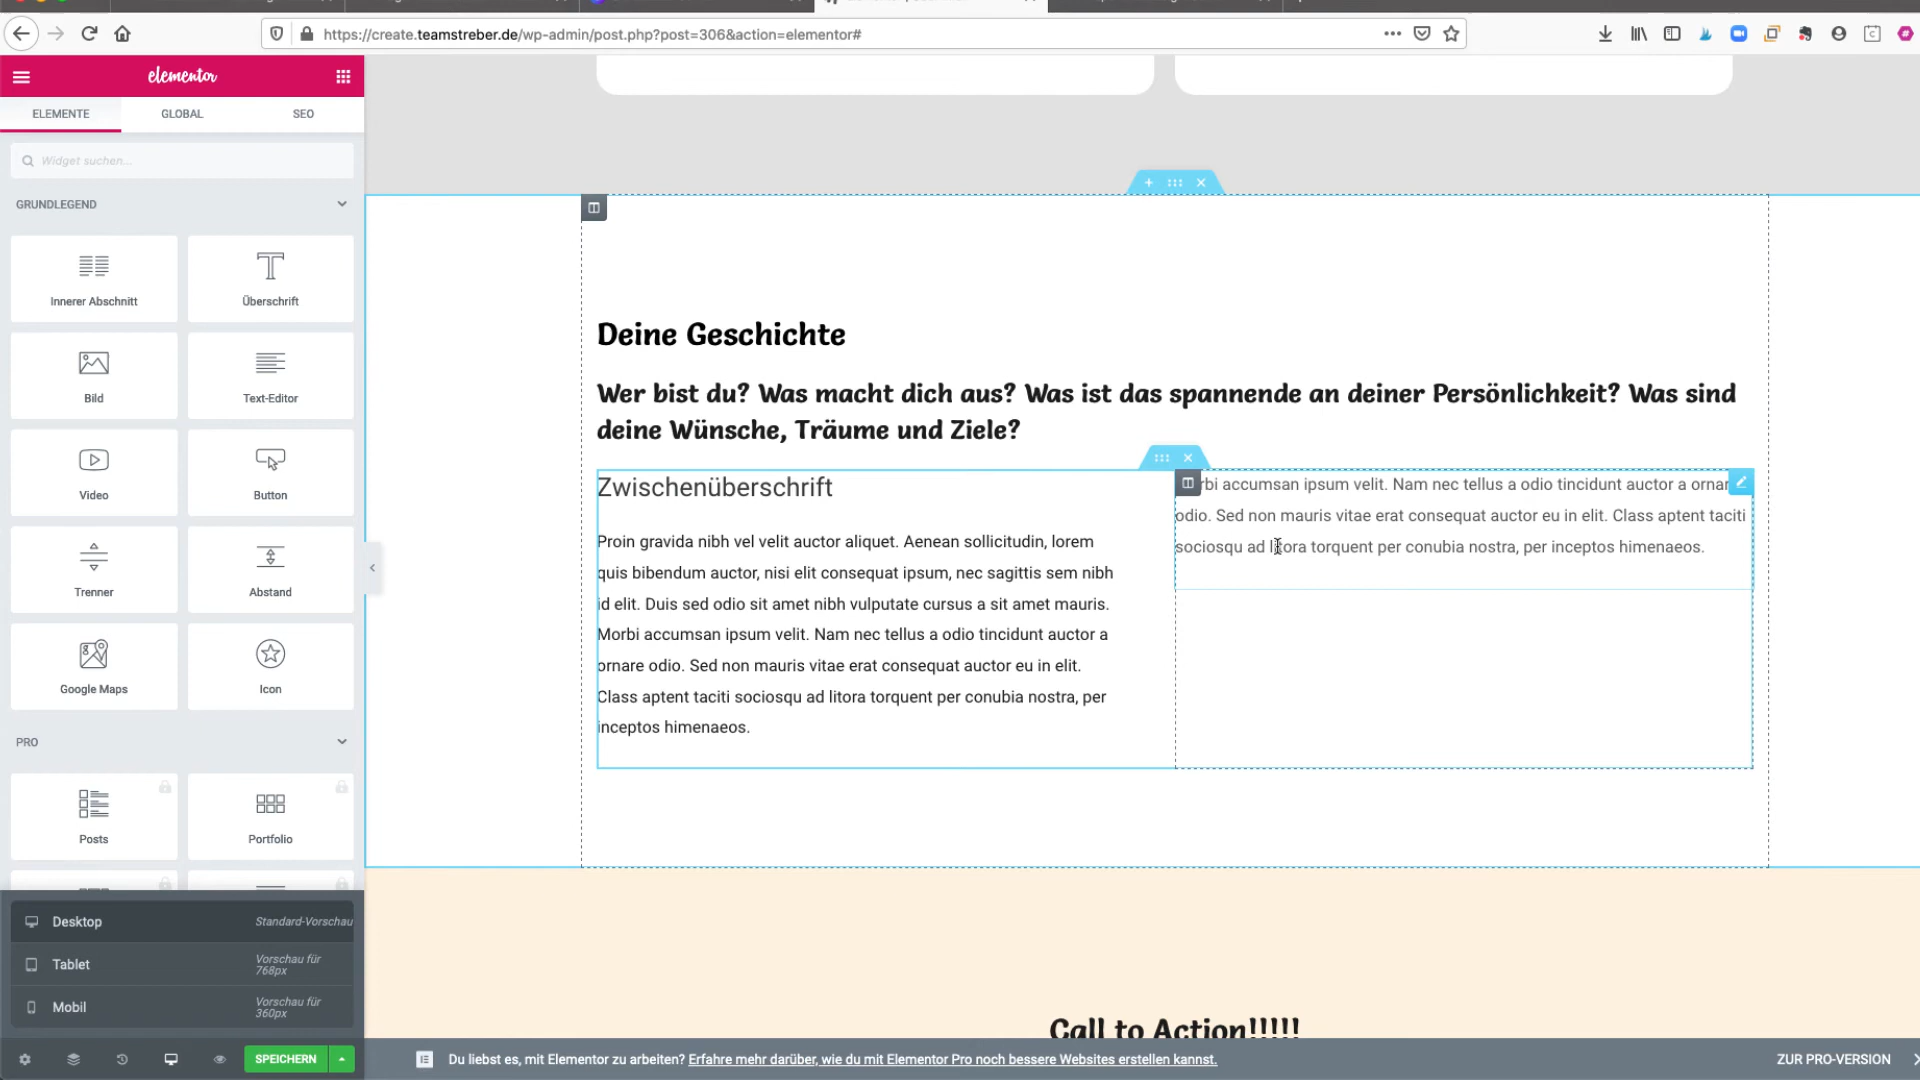 https://create.teamstreber.de/wp-admin/post.php?post=306&action=elementor#
elementor
ELEMENTE
GLOBAL
SEO
Widget suchen...
GRUNDLEGEND
Innerer Abschnitt
Überschrift
Bild
Text-Editor
Video
Button
Trenner
Abstand
Google Maps
Icon
PRO
Posts
Portfolio
Desktop
Standard-Vorschau
Tablet
Vorschau für
768px
Mobil
Vorschau für
360px
SPEICHERN
Deine Geschichte
Wer bist du? Was macht dich aus? Was ist das spannende an deiner Persönlichkeit? Was sind
deine Wünsche, Träume und Ziele?
Zwischenüberschrift
Proin gravida nibh vel velit auctor aliquet. Aenean sollicitudin, lorem
quis bibendum auctor, nisi elit consequat ipsum, nec sagittis sem nibh
id elit. Duis sed odio sit amet nibh vulputate cursus a sit amet mauris.
Morbi accumsan ipsum velit. Nam nec tellus a odio tincidunt auctor a
ornare odio. Sed non mauris vitae erat consequat auctor eu in elit.
Class aptent taciti sociosqu ad litora torquent per conubia nostra, per
inceptos himenaeos.
rbi accumsan ipsum velit. Nam nec tellus a odio tincidunt auctor a ornar
odio. Sed non mauris vitae erat consequat auctor eu in elit. Class aptent taciti
sociosqu ad litora torquent per conubia nostra, per inceptos himenaeos.
Call to Action!!!!!
Du liebst es, mit Elementor zu arbeiten? Erfahre mehr darüber, wie du mit Elementor Pro noch bessere Websites erstellen kannst.
ZUR PRO-VERSION